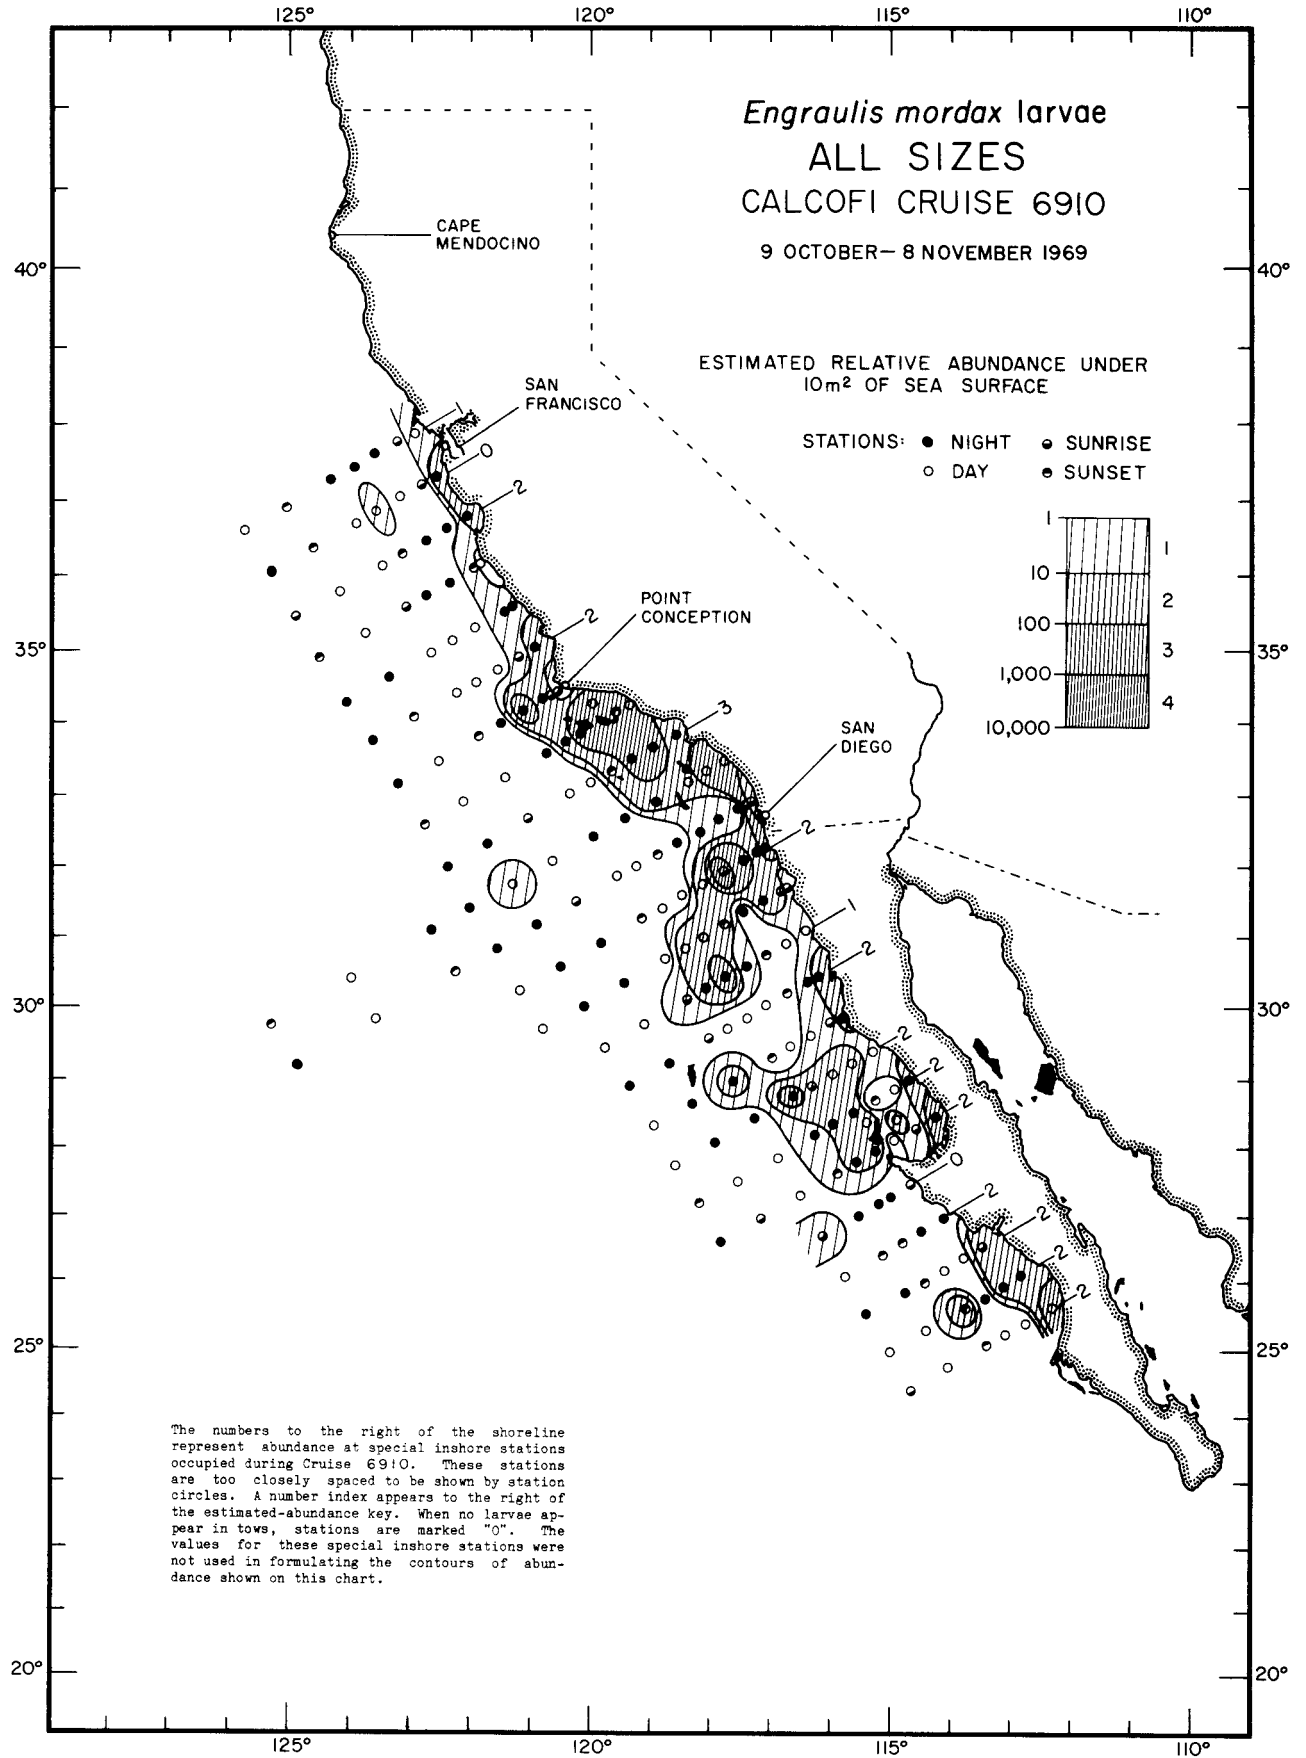 125° 120° 115° 110°
Engraulis mordax larvae
ALL SIZES
CALCOFI CRUISE 6910
9 OCTOBER—8 NOVEMBER 1969
CAPE
MENDOCINO
40° 40°
ESTIMATED RELATIVE ABUNDANCE UNDER
10m² OF SEA SURFACE
SAN
FRANCISCO
1
STATIONS: NIGHT SUNRISE
DAY SUNSET
0
2
1
1
10
2
100
3
1,000
4
10,000
POINT
CONCEPTION
2
35° 35°
3
SAN
DIEGO
2
1
2
30° 30°
2
2
2
0
2
2
2
2
25° 25°
The numbers to the right of the shoreline
represent abundance at special inshore stations
occupied during Cruise 6910. These stations
are too closely spaced to be shown by station
circles. A number index appears to the right of
the estimated-abundance key. When no larvae ap-
pear in tows, stations are marked "0". The
values for these special inshore stations were
not used in formulating the contours of abun-
dance shown on this chart.
20° 20°
125° 120° 115° 110°